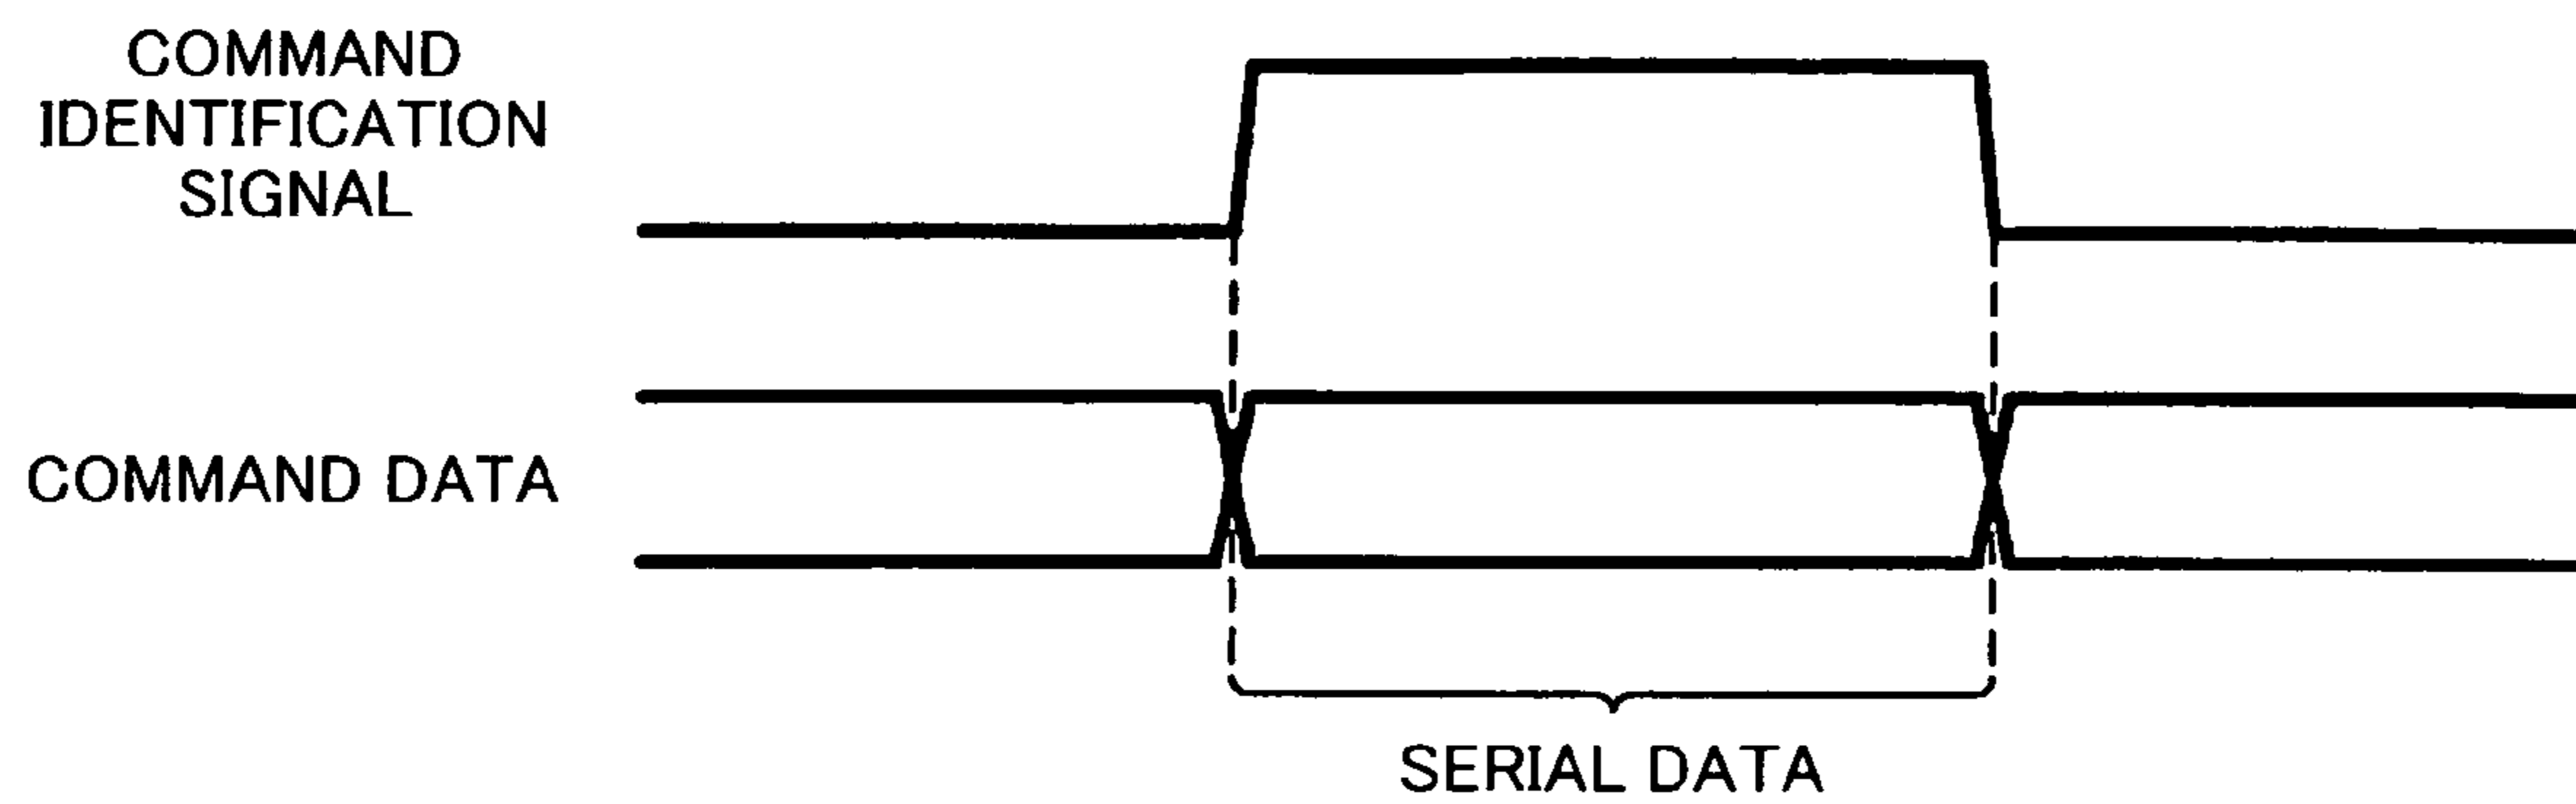 COMMAND
IDENTIFICATION
SIGNAL
COMMAND DATA
SERIAL DATA